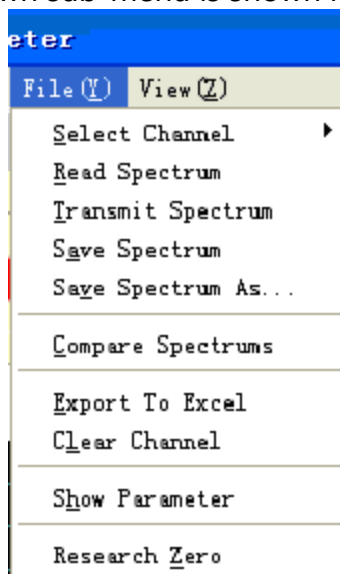 eter
File(Y) View(Z)
Select Channel
Read Spectrum
Transmit Spectrum
Save Spectrum
Save Spectrum As...
Compare Spectrums
Export To Excel
Clear Channel
Show Parameter
Research Zero